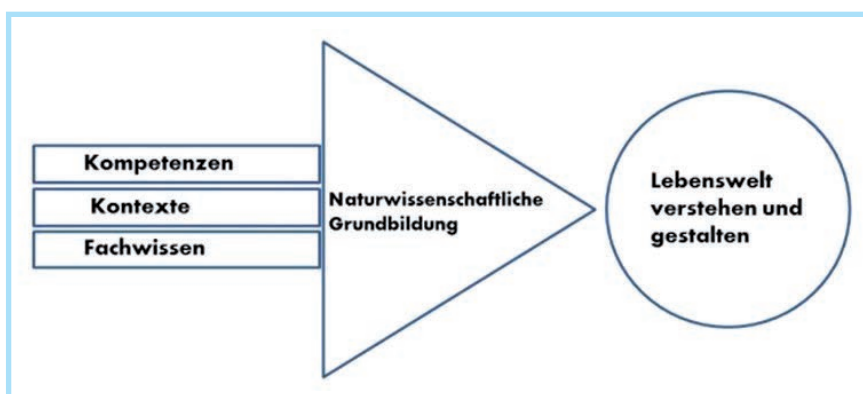 Kompetenzen
Kontexte
Fachwissen
Naturwissenschaftliche
Grundbildung
Lebenswelt
verstehen und
gestalten